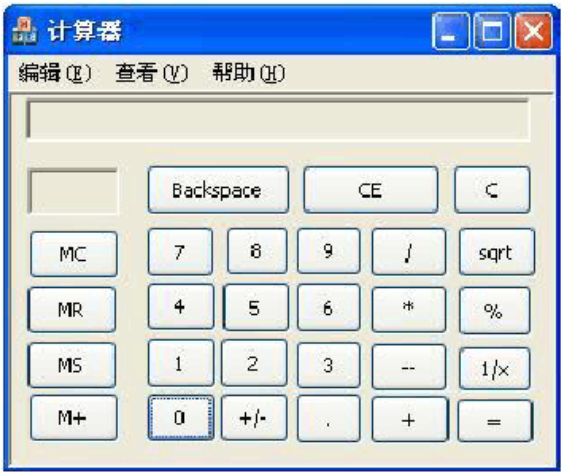 计算器
编辑(E) 查看(V) 帮助(H)
Backspace CE C
MC 7 8 9 / sqrt
MR 4 5 6 * %
MS 1 2 3 -- 1/x
M+ 0 +/- . + =